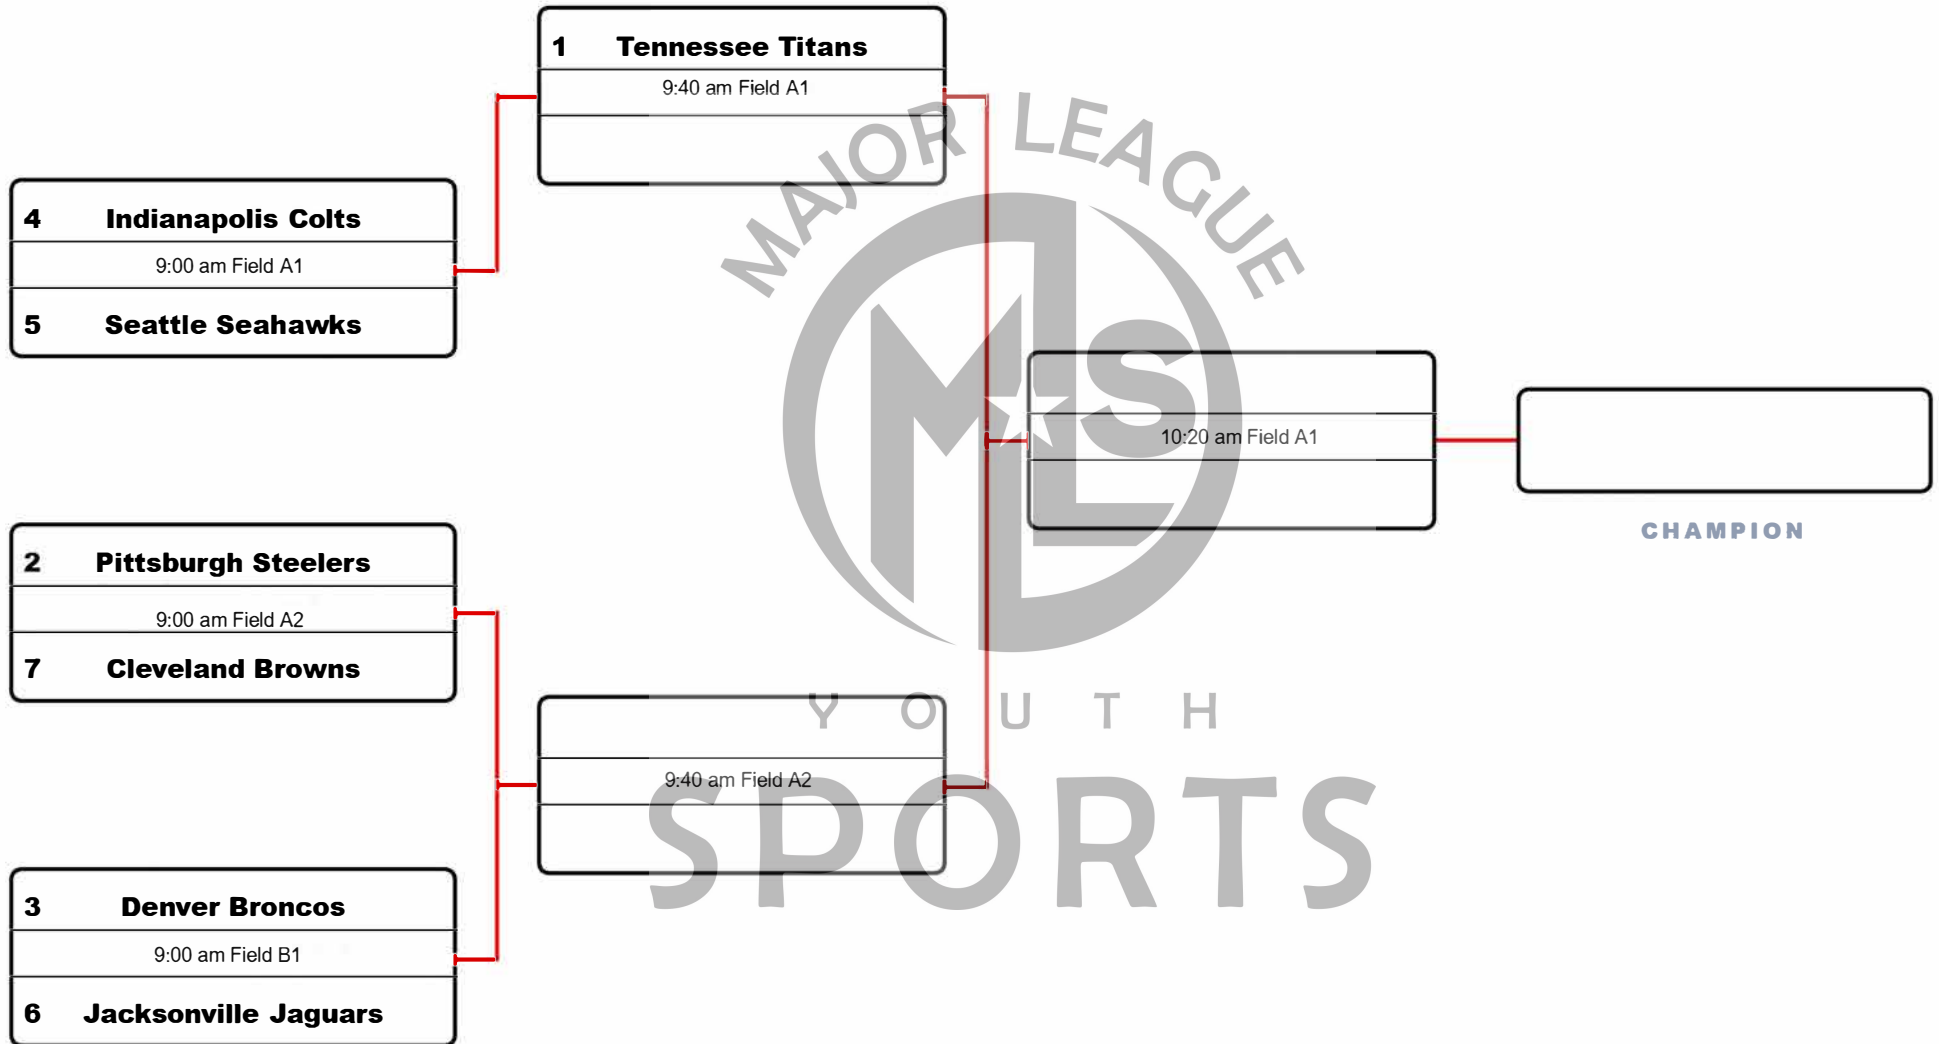 1 Tennessee Titans
9:40 am Field A1
MAJOR LEAGUE
4 Indianapolis Colts
9:00 am Field A1
5 Seattle Seahawks
MLS
10:20 am Field A1
CHAMPION
2 Pittsburgh Steelers
9:00 am Field A2
7 Cleveland Browns
YOUTH
9:40 am Field A2
SPORTS
3 Denver Broncos
9:00 am Field B1
6 Jacksonville Jaguars